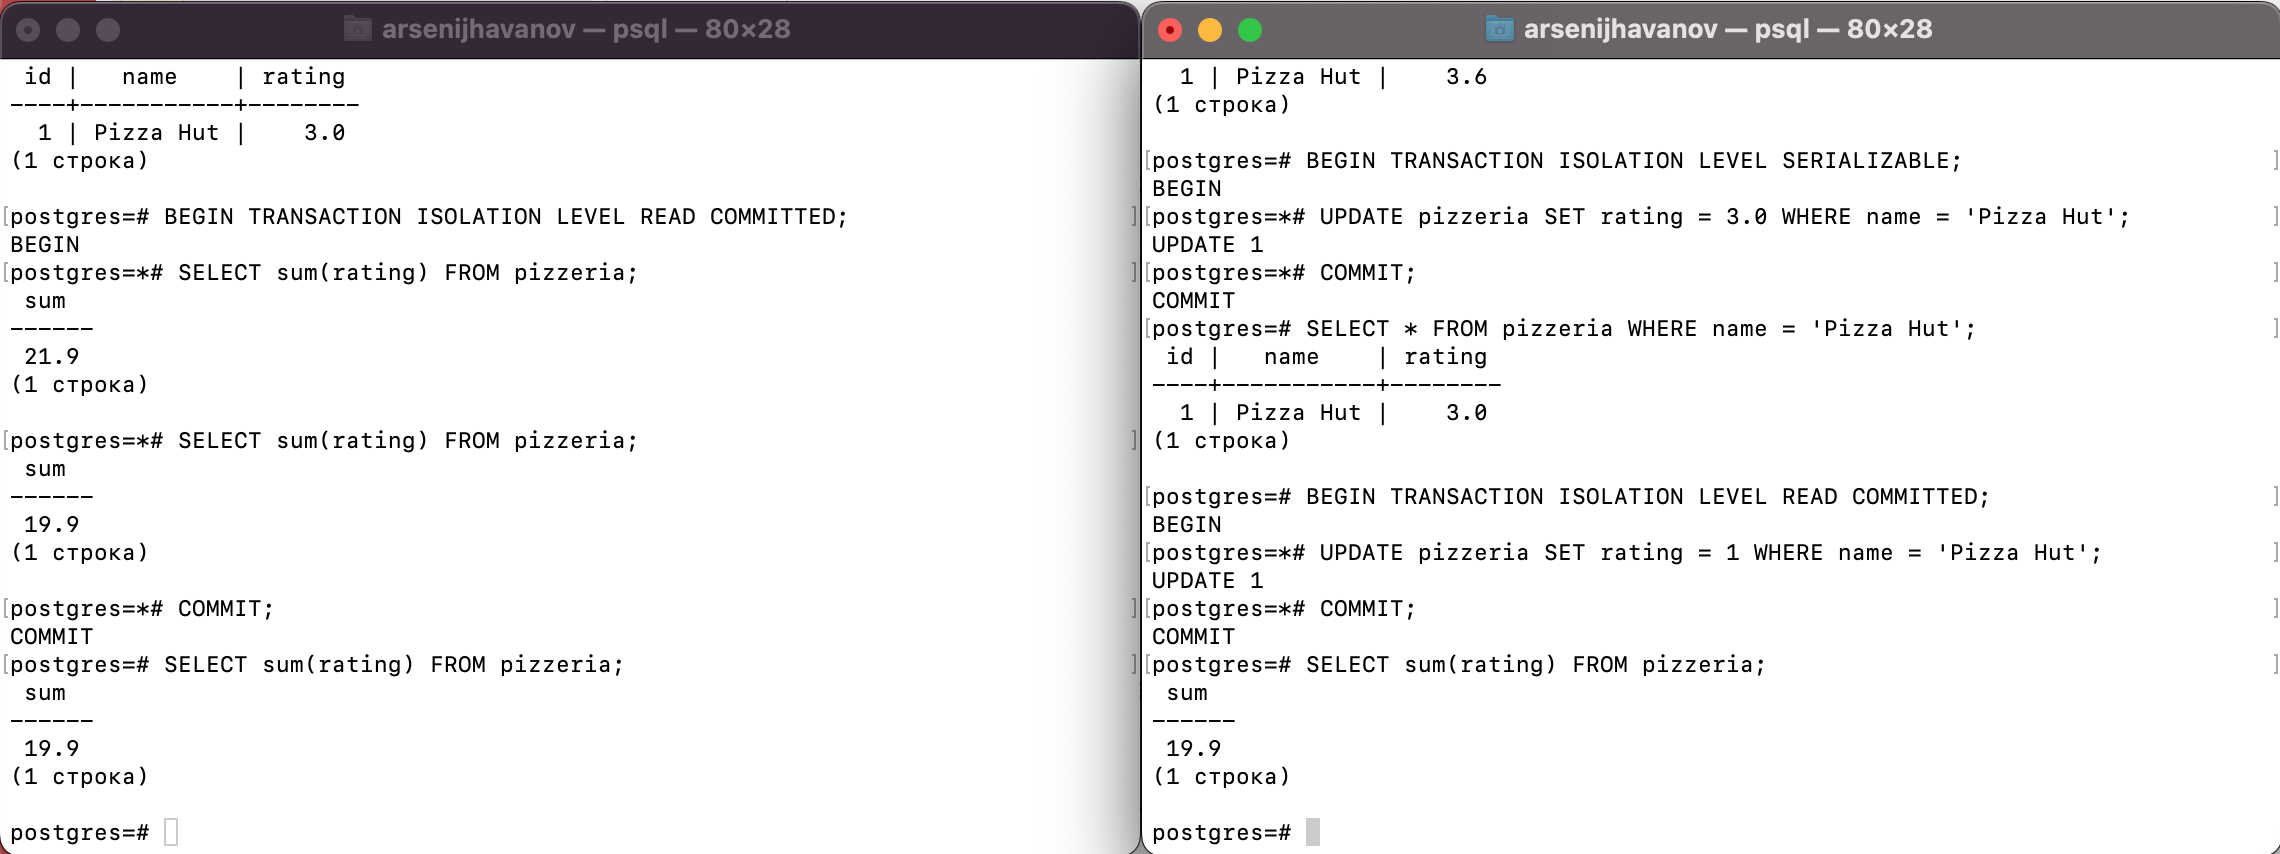 arsenijhavanov — psql — 80×28
 id |   name    | rating
----+-----------+--------
  1 | Pizza Hut |    3.0
(1 строка)

postgres=# BEGIN TRANSACTION ISOLATION LEVEL READ COMMITTED;
BEGIN
postgres=*# SELECT sum(rating) FROM pizzeria;
 sum
------
 21.9
(1 строка)

postgres=*# SELECT sum(rating) FROM pizzeria;
 sum
------
 19.9
(1 строка)

postgres=*# COMMIT;
COMMIT
postgres=# SELECT sum(rating) FROM pizzeria;
 sum
------
 19.9
(1 строка)

postgres=#
arsenijhavanov — psql — 80×28
  1 | Pizza Hut |    3.6
(1 строка)

postgres=# BEGIN TRANSACTION ISOLATION LEVEL SERIALIZABLE;
BEGIN
postgres=*# UPDATE pizzeria SET rating = 3.0 WHERE name = 'Pizza Hut';
UPDATE 1
postgres=*# COMMIT;
COMMIT
postgres=# SELECT * FROM pizzeria WHERE name = 'Pizza Hut';
 id |   name    | rating
----+-----------+--------
  1 | Pizza Hut |    3.0
(1 строка)

postgres=# BEGIN TRANSACTION ISOLATION LEVEL READ COMMITTED;
BEGIN
postgres=*# UPDATE pizzeria SET rating = 1 WHERE name = 'Pizza Hut';
UPDATE 1
postgres=*# COMMIT;
COMMIT
postgres=# SELECT sum(rating) FROM pizzeria;
 sum
------
 19.9
(1 строка)

postgres=#